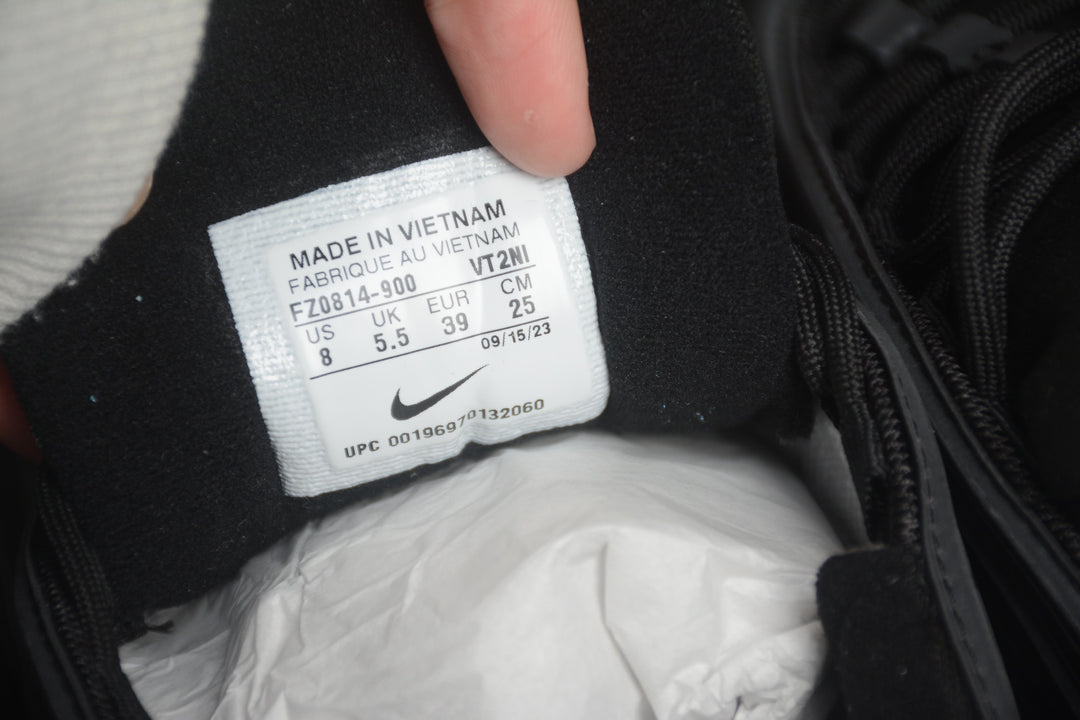 MADE IN VIETNAM
FABRIQUE AU VIETNAM
FZ0814-900 VT2NI
US UK EUR CM
8 5.5 39 25
09/15/23
UPC 00196970132060